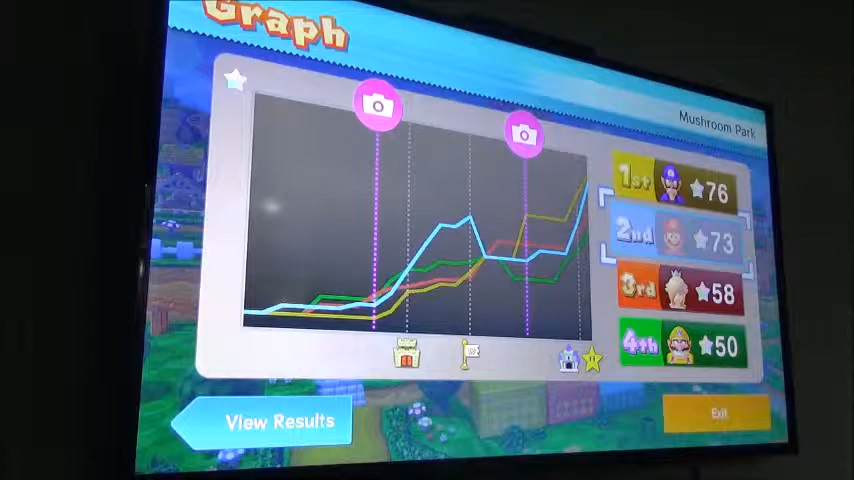 Graph
Mushroom Park
1st 76
2nd 73
3rd 58
4th 50
View Results
Exit